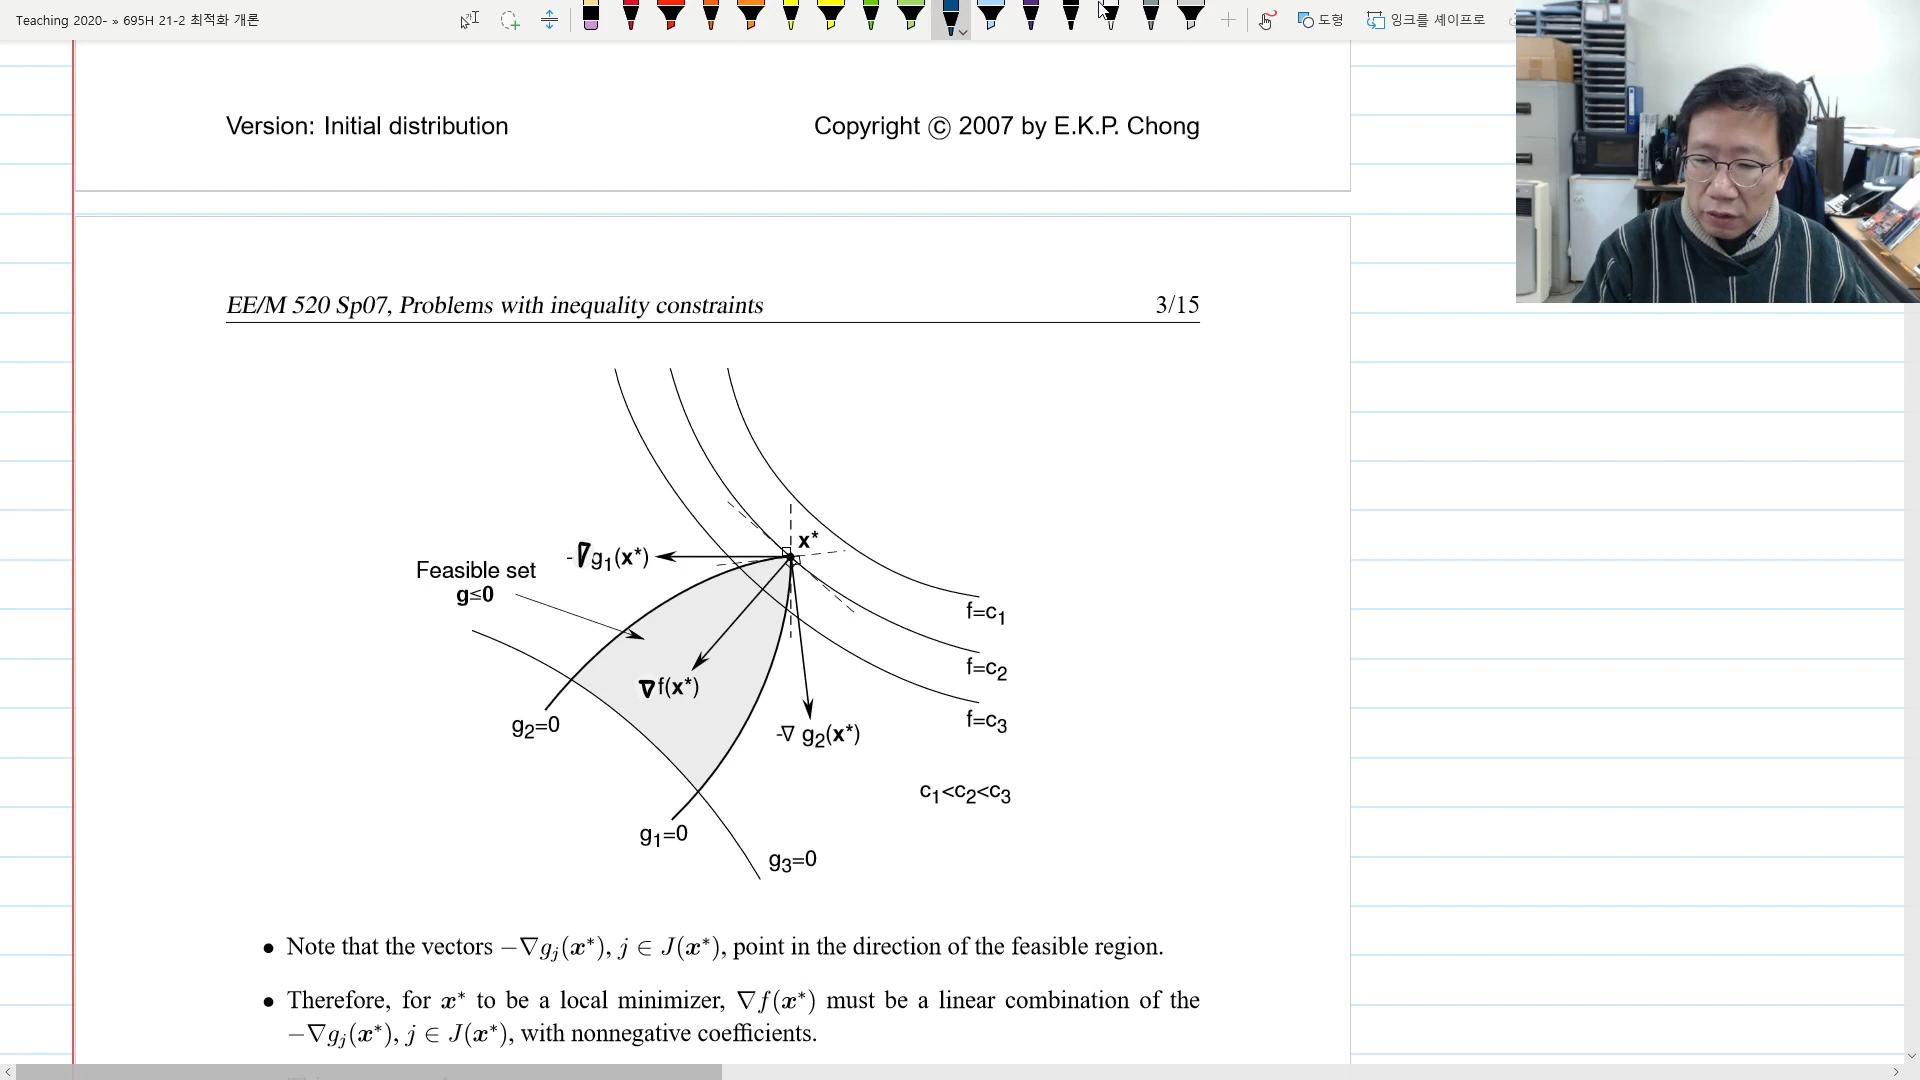 Teaching 2020- » 695H 21-2 최적화 개론
도형
잉크를 셰이프로
Version: Initial distribution
Copyright © 2007 by E.K.P. Chong
EE/M 520 Sp07, Problems with inequality constraints
3/15
x*
-∇g₁(x*)
Feasible set
g≤0
f=c₁
f=c₂
∇f(x*)
f=c₃
g₂=0
-∇ g₂(x*)
c₁<c₂<c₃
g₁=0
g₃=0
• Note that the vectors −∇gⱼ(x*), j ∈ J(x*), point in the direction of the feasible region.
• Therefore, for x* to be a local minimizer, ∇f(x*) must be a linear combination of the
−∇gⱼ(x*), j ∈ J(x*), with nonnegative coefficients.